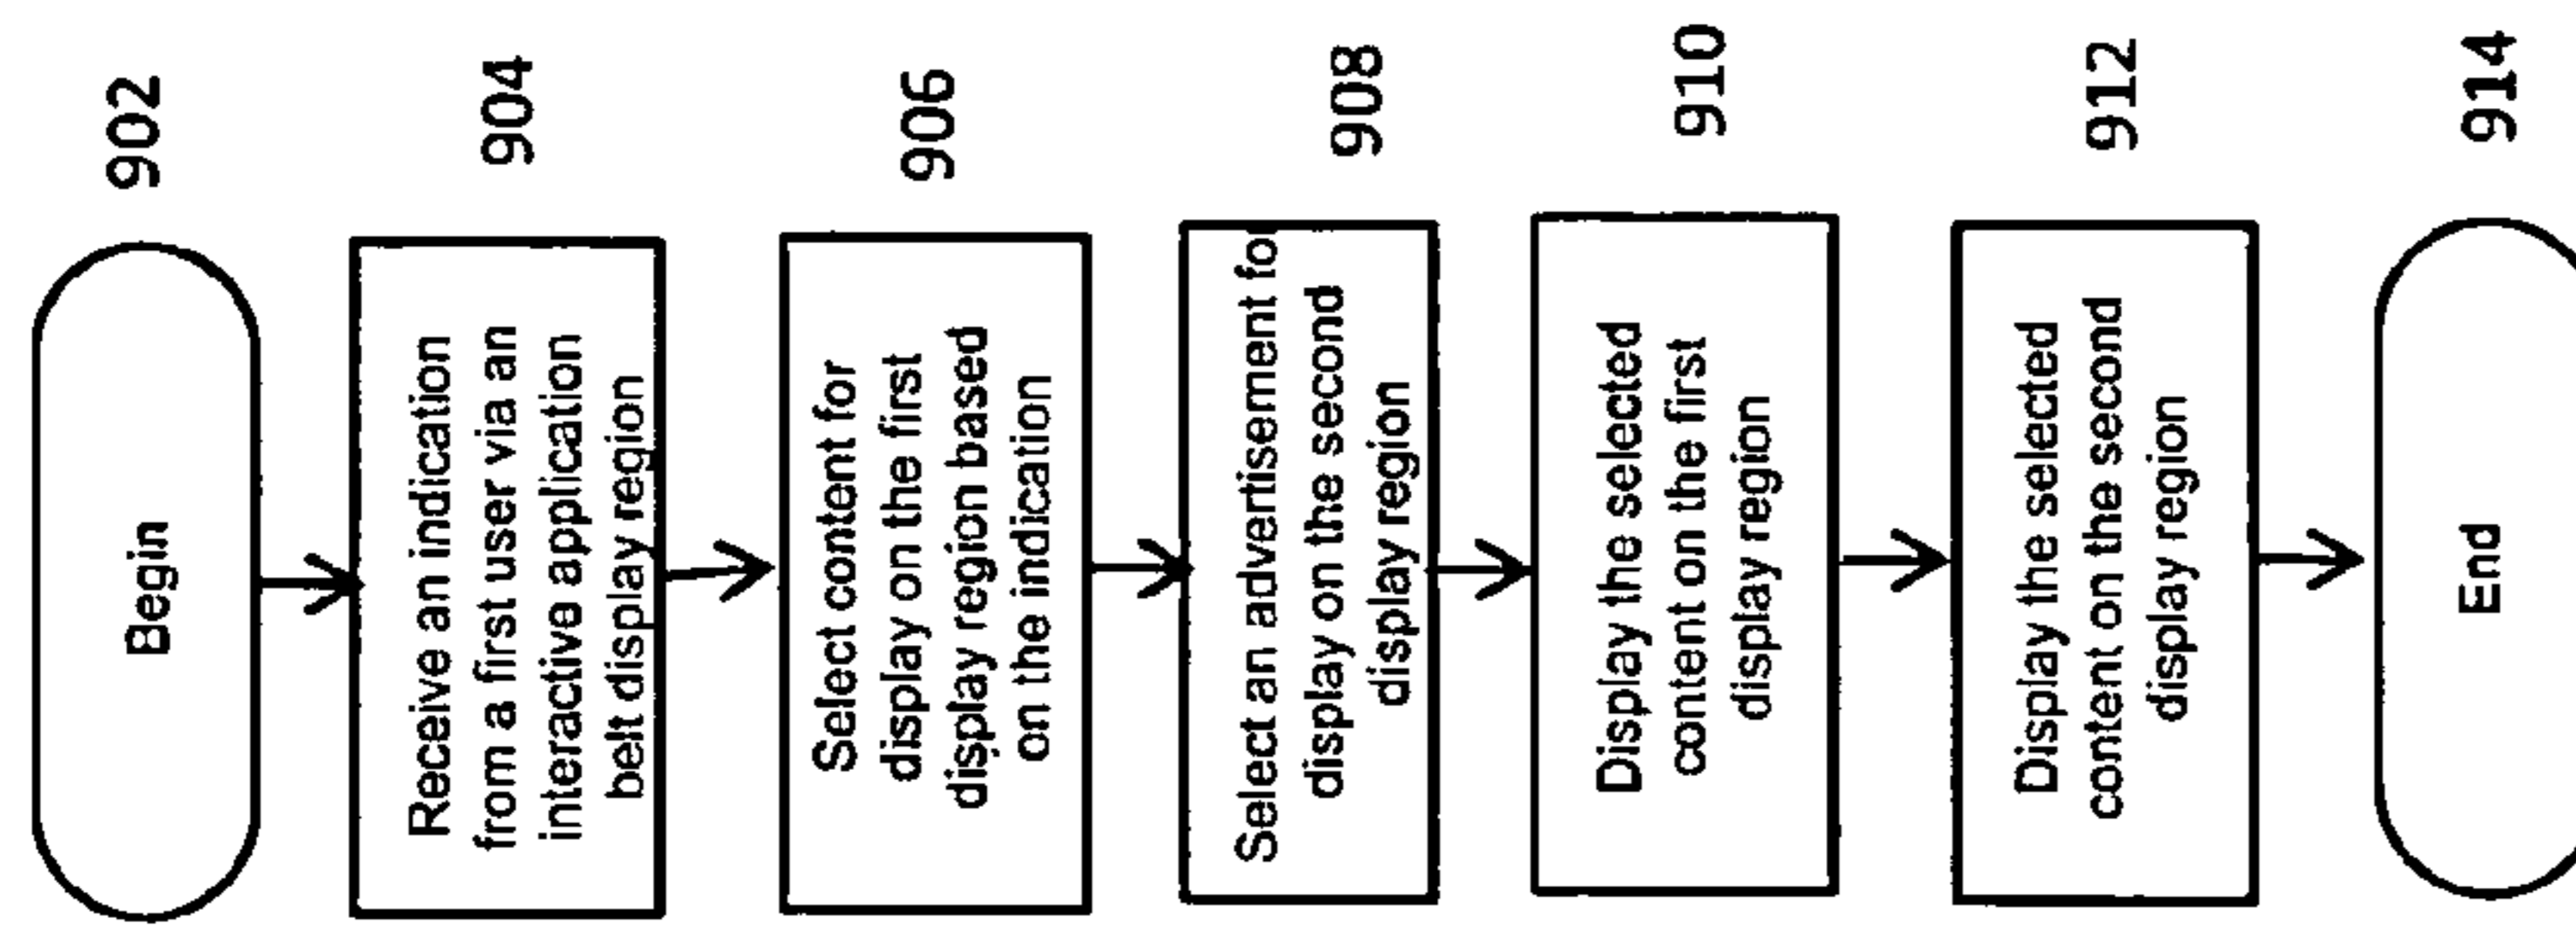 Begin
902
Receive an indication
from a first user via an
interactive application
belt display region
904
Select content for
display on the first
display region based
on the indication
906
Select an advertisement fo
display on the second
display region
908
Display the selected
content on the first
display region
910
Display the selected
content on the second
display region
912
End
914